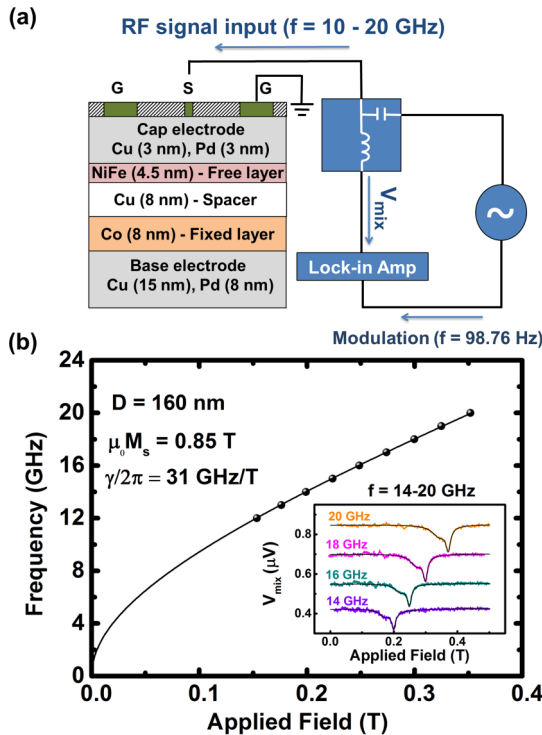 (a)
RF signal input (f = 10 - 20 GHz)
G
S
G
Cap electrode
Cu (3 nm), Pd (3 nm)
NiFe (4.5 nm) - Free layer
Cu (8 nm) - Spacer
Co (8 nm) - Fixed layer
Base electrode
Cu (15 nm), Pd (8 nm)
Vmix
~
Lock-in Amp
Modulation (f = 98.76 Hz)
(b)
24
20
16
12
8
4
0
Frequency (GHz)
D = 160 nm
μ₀Ms = 0.85 T
γ/2π = 31 GHz/T
f = 14-20 GHz
20 GHz
18 GHz
16 GHz
14 GHz
0.8
0.6
0.4
Vmix (μV)
0.0
0.2
0.4
Applied Field (T)
0.0
0.1
0.2
0.3
0.4
Applied Field (T)